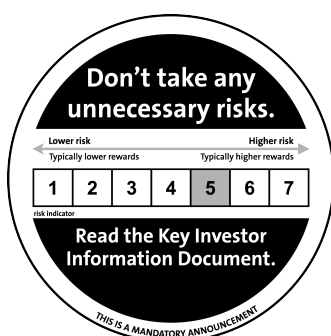 Don't take any
unnecessary risks.
Lower risk Higher risk
Typically lower rewards Typically higher rewards
1 2 3 4 5 6 7
risk indicator
Read the Key Investor
Information Document.
THIS IS A MANDATORY ANNOUNCEMENT